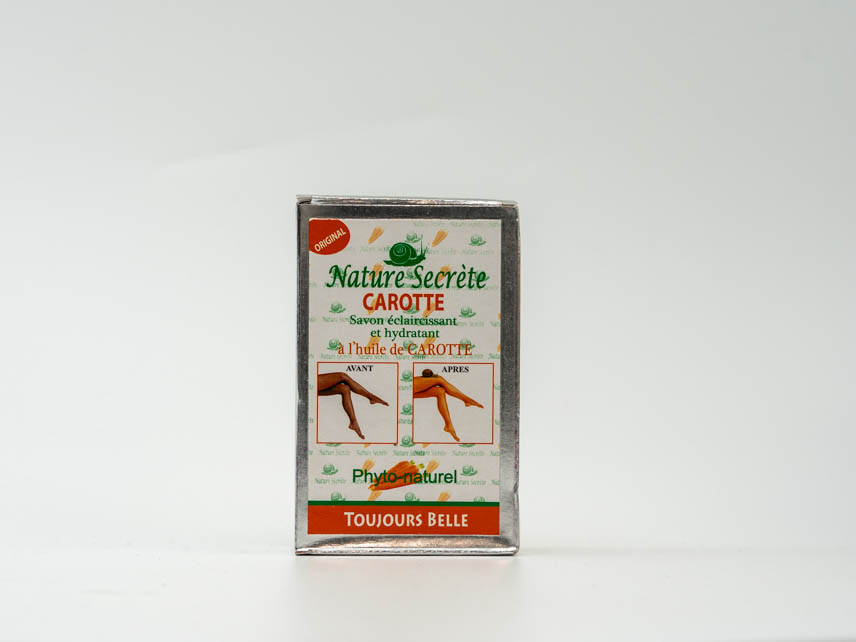 ORIGINAL
Nature Secrète
CAROTTE
Savon éclaircissant
et hydratant
à l'huile de CAROTTE
AVANT
APRES
Phyto-naturel
TOUJOURS BELLE